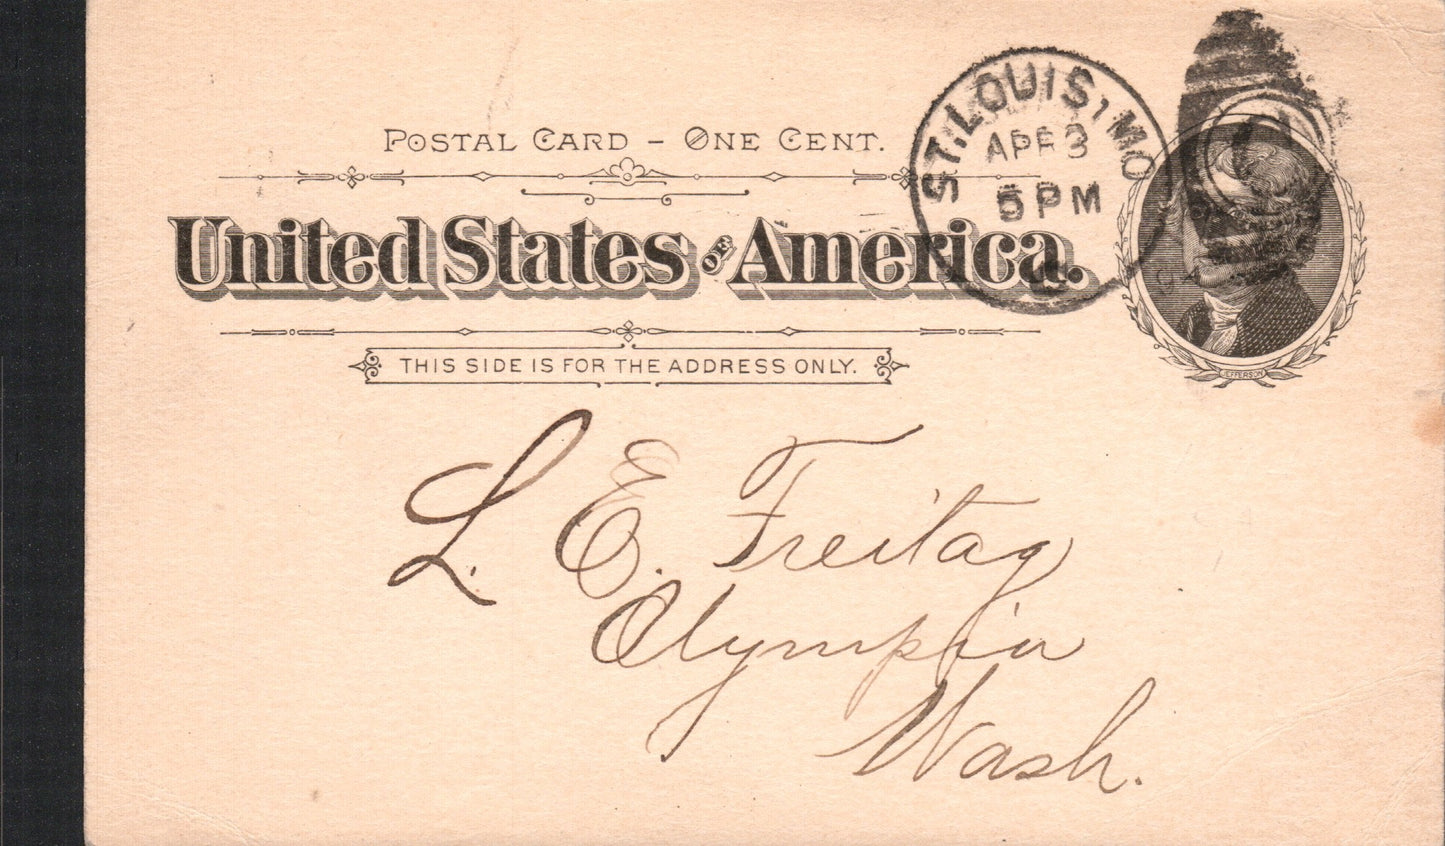 POSTAL CARD – ONE CENT.
United States OF America.
THIS SIDE IS FOR THE ADDRESS ONLY.
ST. LOUIS, MO
APR 3
5 PM
JEFFERSON
L. E. Freitag
Olympia
Wash.